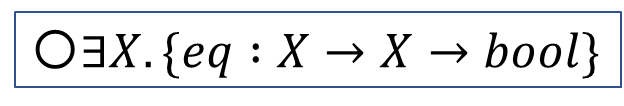 ○∃X.{eq : X → X → bool}